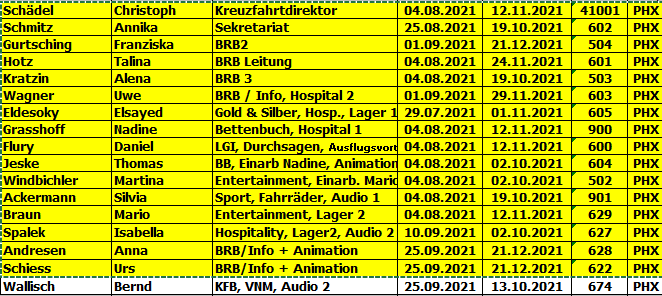 Schädel Christoph Kreuzfahrtdirektor 04.08.2021 12.11.2021 41001 PHX
Schmitz Annika Sekretariat 25.08.2021 19.10.2021 602 PHX
Gurtsching Franziska BRB2 01.09.2021 21.12.2021 504 PHX
Hotz Talina BRB Leitung 04.08.2021 24.11.2021 601 PHX
Kratzin Alena BRB 3 04.08.2021 19.10.2021 503 PHX
Wagner Uwe BRB / Info, Hospital 2 01.09.2021 29.11.2021 603 PHX
Eldesoky Elsayed Gold & Silber, Hosp., Lager 1 29.07.2021 01.11.2021 605 PHX
Grasshoff Nadine Bettenbuch, Hospital 1 04.08.2021 12.11.2021 900 PHX
Flury Daniel LGI, Durchsagen, Ausflugsvort 04.08.2021 12.11.2021 600 PHX
Jeske Thomas BB, Einarb Nadine, Animation 04.08.2021 02.10.2021 604 PHX
Windbichler Martina Entertainment, Einarb. Mario 04.08.2021 02.10.2021 502 PHX
Ackermann Silvia Sport, Fahrräder, Audio 1 04.08.2021 19.10.2021 901 PHX
Braun Mario Entertainment, Lager 2 04.08.2021 12.11.2021 629 PHX
Spalek Isabella Hospitality, Lager2, Audio 2 10.09.2021 02.10.2021 627 PHX
Andresen Anna BRB/Info + Animation 25.09.2021 21.12.2021 628 PHX
Schiess Urs BRB/Info + Animation 25.09.2021 21.12.2021 622 PHX
Wallisch Bernd KFB, VNM, Audio 2 25.09.2021 13.10.2021 674 PHX